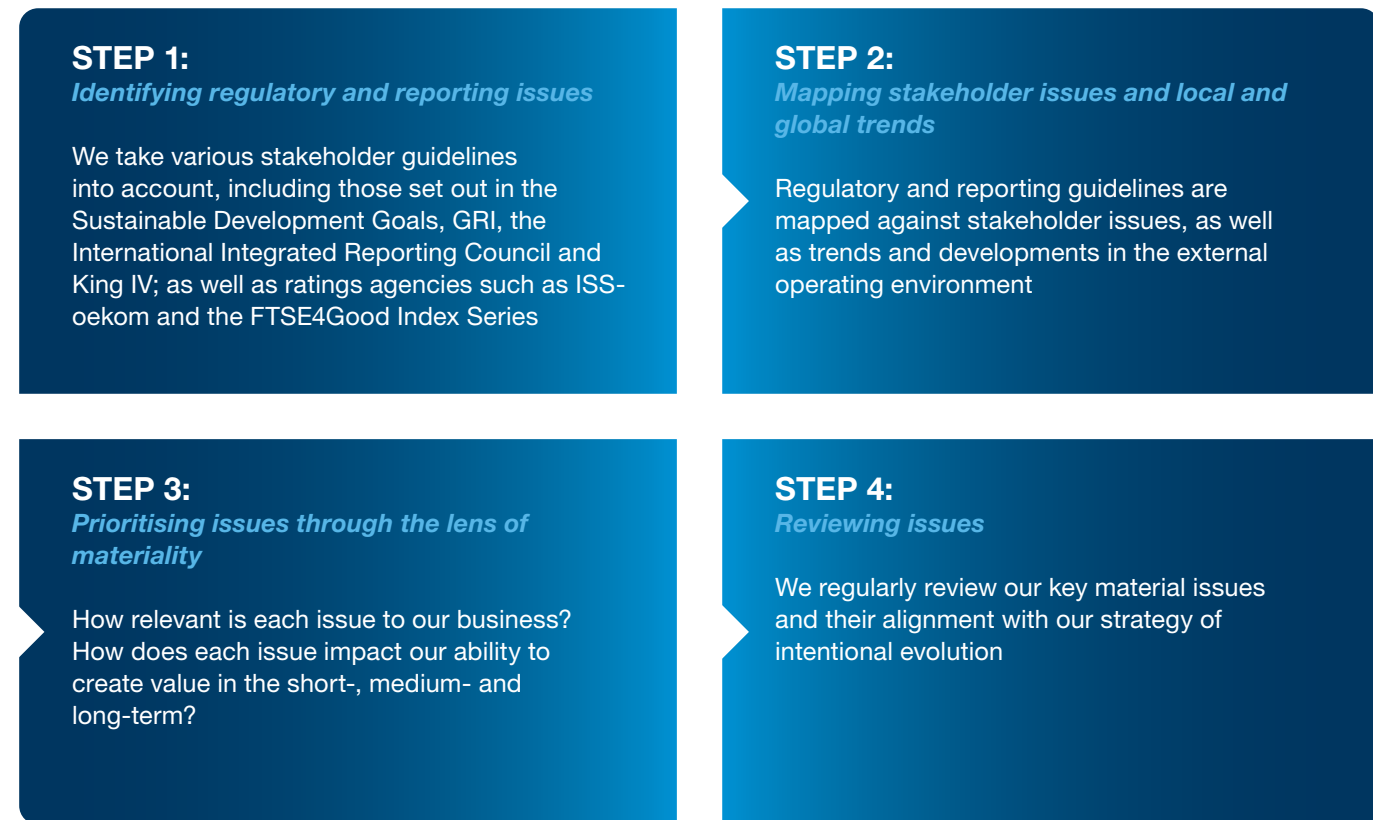 STEP 1:
Identifying regulatory and reporting issues
We take various stakeholder guidelines
into account, including those set out in the
Sustainable Development Goals, GRI, the
International Integrated Reporting Council and
King IV; as well as ratings agencies such as ISS-
oekom and the FTSE4Good Index Series
STEP 2:
Mapping stakeholder issues and local and
global trends
Regulatory and reporting guidelines are
mapped against stakeholder issues, as well
as trends and developments in the external
operating environment
STEP 3:
Prioritising issues through the lens of
materiality
How relevant is each issue to our business?
How does each issue impact our ability to
create value in the short-, medium- and
long-term?
STEP 4:
Reviewing issues
We regularly review our key material issues
and their alignment with our strategy of
intentional evolution